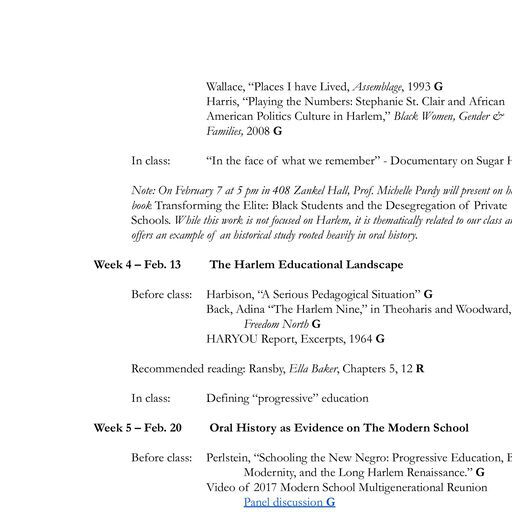 Wallace, “Places I have Lived, Assemblage, 1993 G
Harris, “Playing the Numbers: Stephanie St. Clair and African
American Politics Culture in Harlem,” Black Women, Gender &
Families, 2008 G
In class: “In the face of what we remember” - Documentary on Sugar
Note: On February 7 at 5 pm in 408 Zankel Hall, Prof. Michelle Purdy will present on
book Transforming the Elite: Black Students and the Desegregation of Private
Schools. While this work is not focused on Harlem, it is thematically related to our class
offers an example of an historical study rooted heavily in oral history.
Week 4 – Feb. 13 The Harlem Educational Landscape
Before class: Harbison, “A Serious Pedagogical Situation” G
Back, Adina “The Harlem Nine,” in Theoharis and Woodward,
Freedom North G
HARYOU Report, Excerpts, 1964 G
Recommended reading: Ransby, Ella Baker, Chapters 5, 12 R
In class: Defining “progressive” education
Week 5 – Feb. 20 Oral History as Evidence on The Modern School
Before class: Perlstein, “Schooling the New Negro: Progressive Education,
Modernity, and the Long Harlem Renaissance.” G
Video of 2017 Modern School Multigenerational Reunion
Panel discussion G